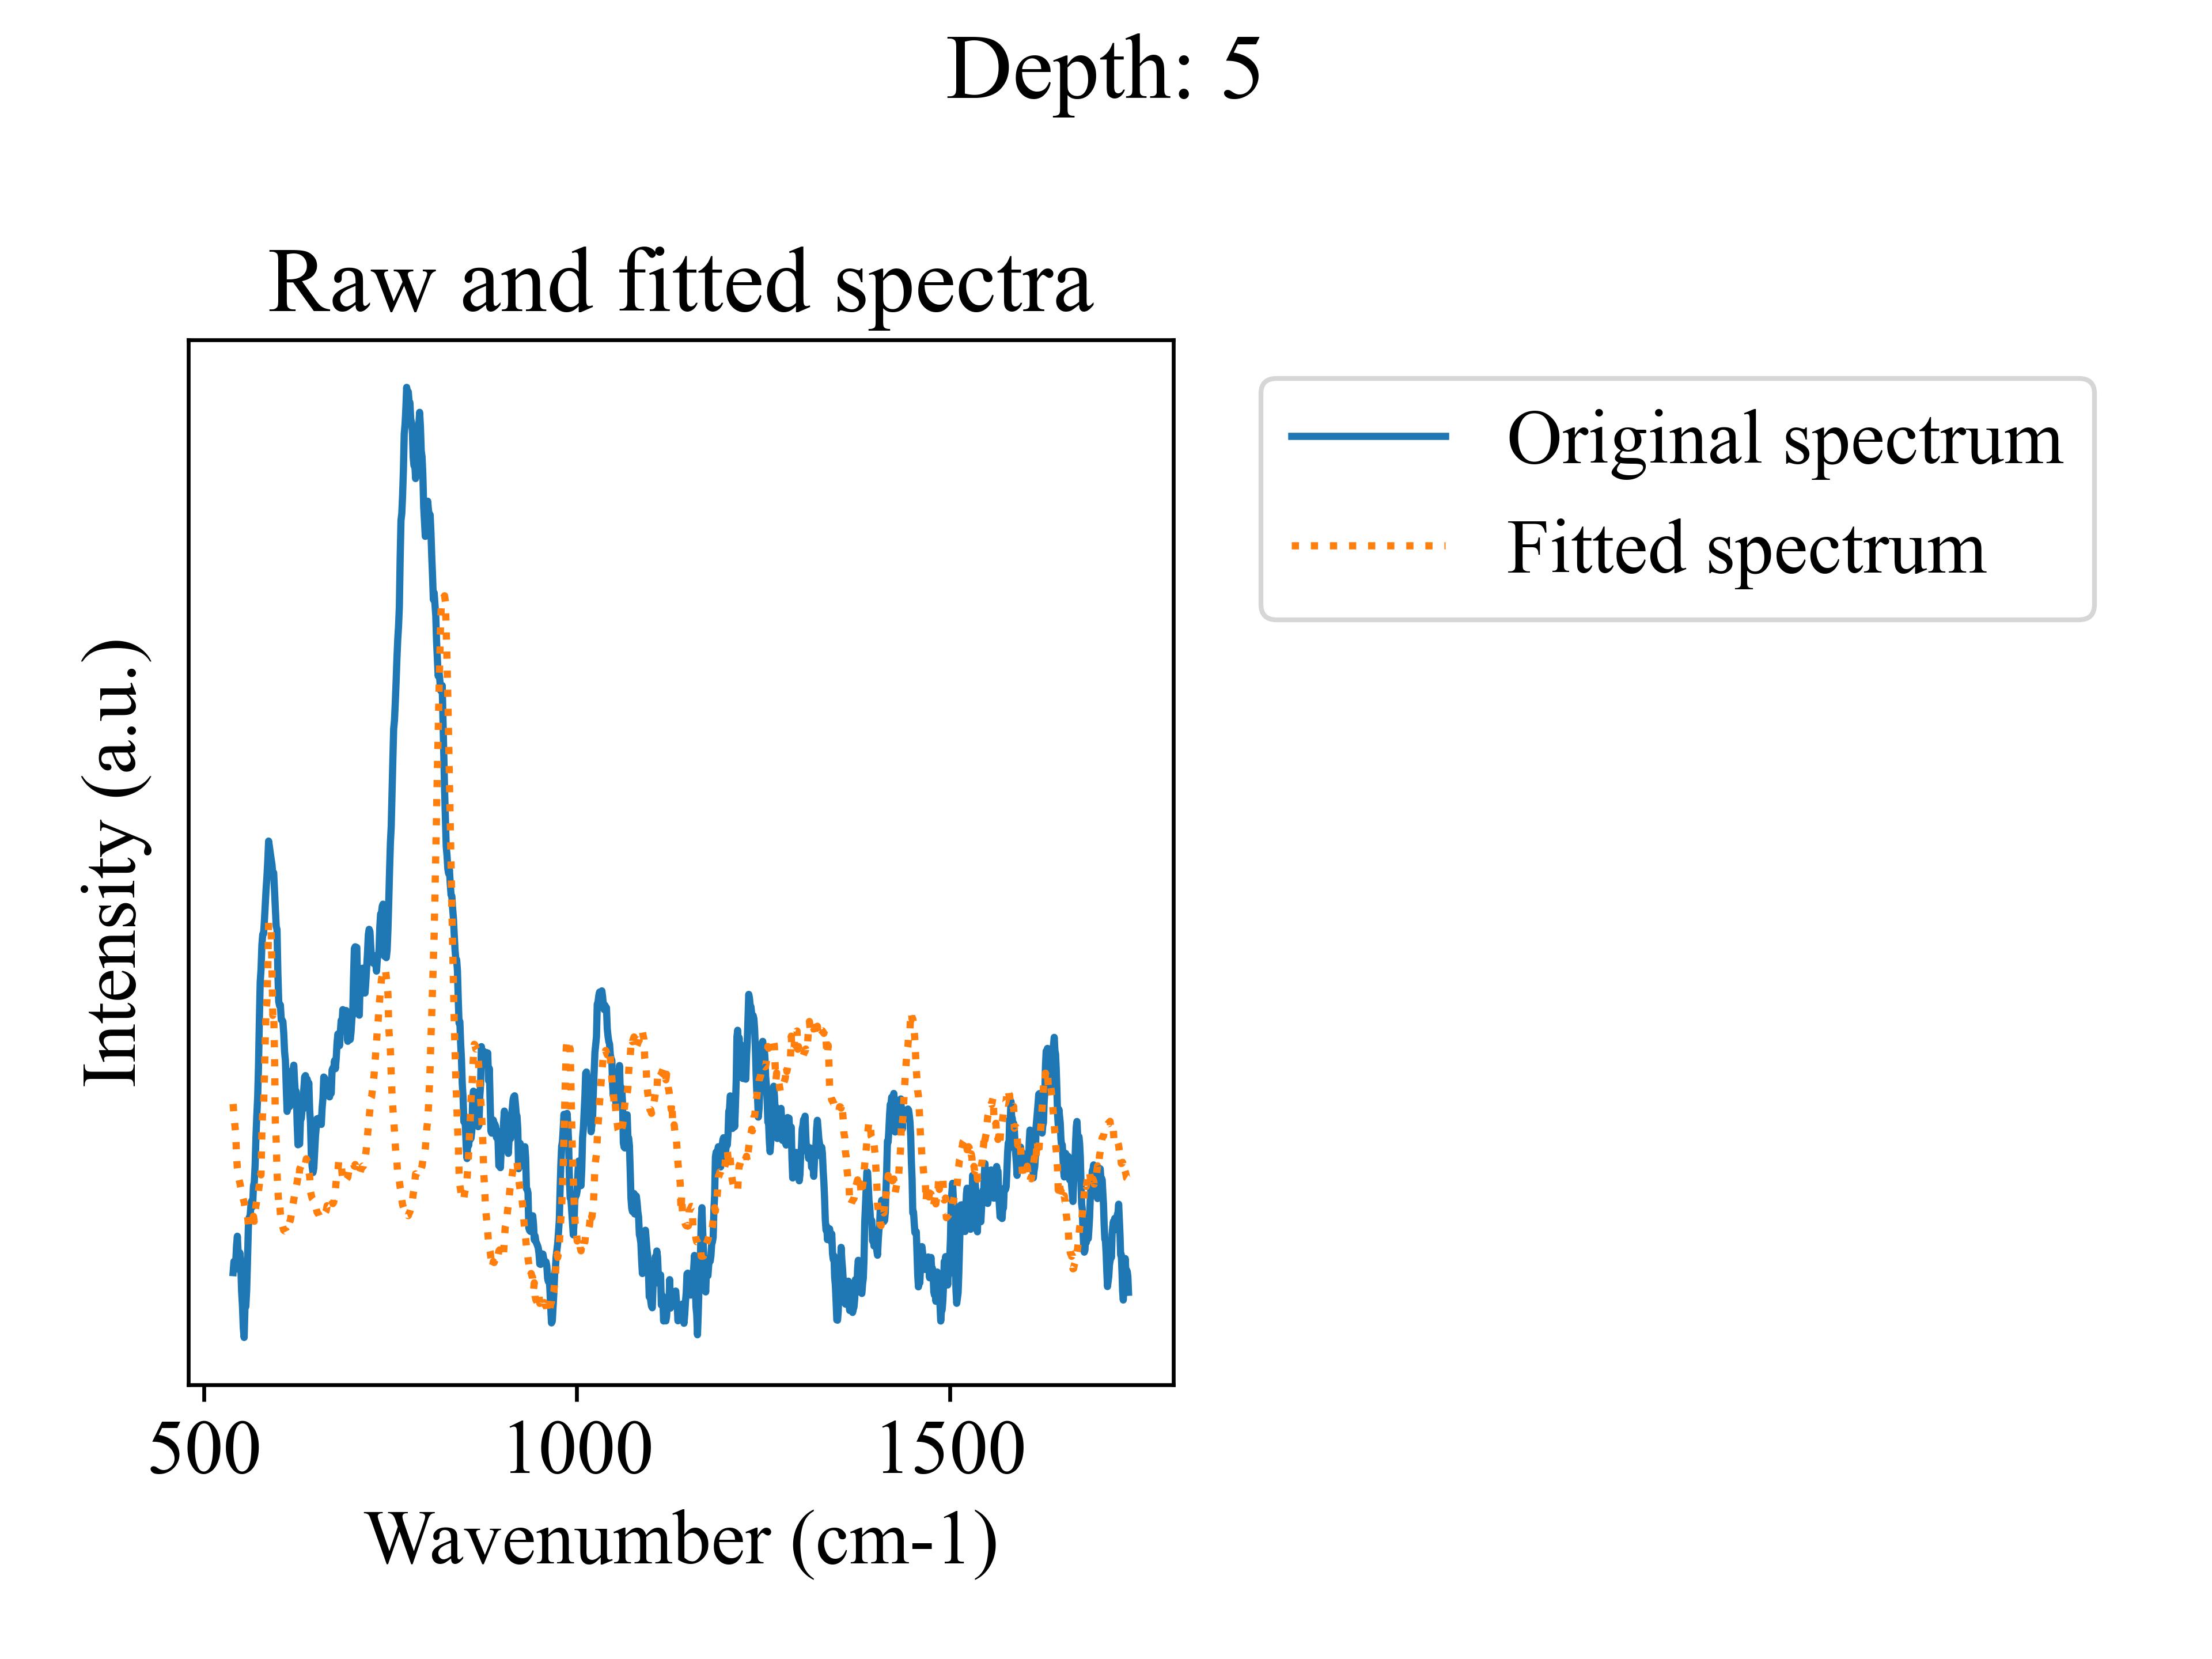 Depth: 5
Raw and fitted spectra
Original spectrum
Fitted spectrum
Intensity (a.u.)
500 1000 1500
Wavenumber (cm-1)